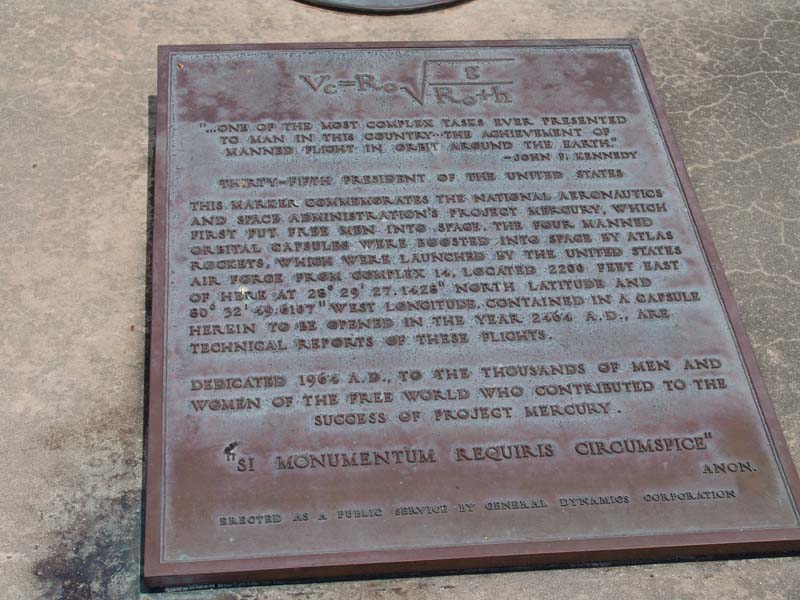 Vc=Ro√g/Ro+h
"...ONE OF THE MOST COMPLEX TASKS EVER PRESENTED
TO MAN IN THIS COUNTRY--THE ACHIEVEMENT OF
MANNED FLIGHT IN ORBIT AROUND THE EARTH."
-JOHN F. KENNEDY
THIRTY-FIFTH PRESIDENT OF THE UNITED STATES
THIS MARKER COMMEMORATES THE NATIONAL AERONAUTICS
AND SPACE ADMINISTRATION'S PROJECT MERCURY, WHICH
FIRST PUT FREE MEN INTO SPACE. THE FOUR MANNED
ORBITAL CAPSULES WERE BOOSTED INTO SPACE BY ATLAS
ROCKETS, WHICH WERE LAUNCHED BY THE UNITED STATES
AIR FORCE FROM COMPLEX 14, LOCATED 2200 FEET EAST
OF HERE AT 28° 29' 27.1428" NORTH LATITUDE AND
80° 32' 49.6187" WEST LONGITUDE. CONTAINED IN A CAPSULE
HEREIN TO BE OPENED IN THE YEAR 2464 A.D., ARE
TECHNICAL REPORTS OF THESE FLIGHTS.
DEDICATED 1964 A.D., TO THE THOUSANDS OF MEN AND
WOMEN OF THE FREE WORLD WHO CONTRIBUTED TO THE
SUCCESS OF PROJECT MERCURY.
"SI MONUMENTUM REQUIRIS CIRCUMSPICE"
ANON.
ERECTED AS A PUBLIC SERVICE BY GENERAL DYNAMICS CORPORATION